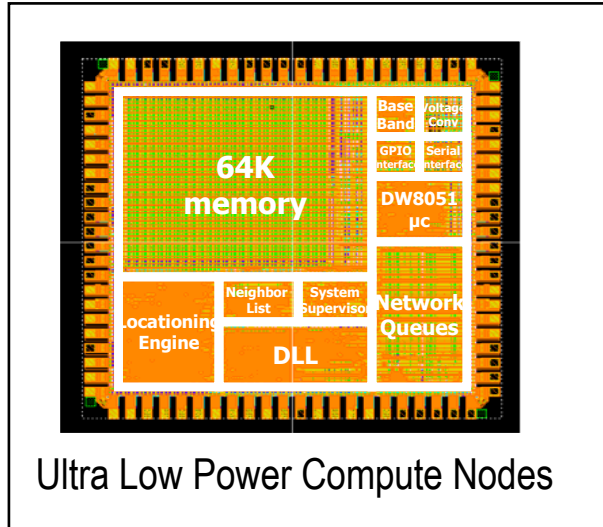 64K
memory
Base
Band
Voltage
Conv
GPIO
Interface
Serial
Interface
DW8051
µc
Locationing
Engine
Neighbor
List
System
Supervisor
DLL
Network
Queues
Ultra Low Power Compute Nodes